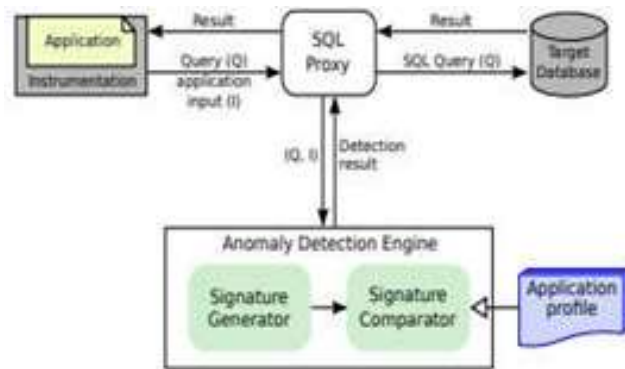 Application
Instrumentation
Result
Query (Q)
application
input (I)
SQL
Proxy
Result
SQL Query (Q)
Target
Database
(Q, I)
Detection
result
Anomaly Detection Engine
Signature
Generator
Signature
Comparator
Application
profile